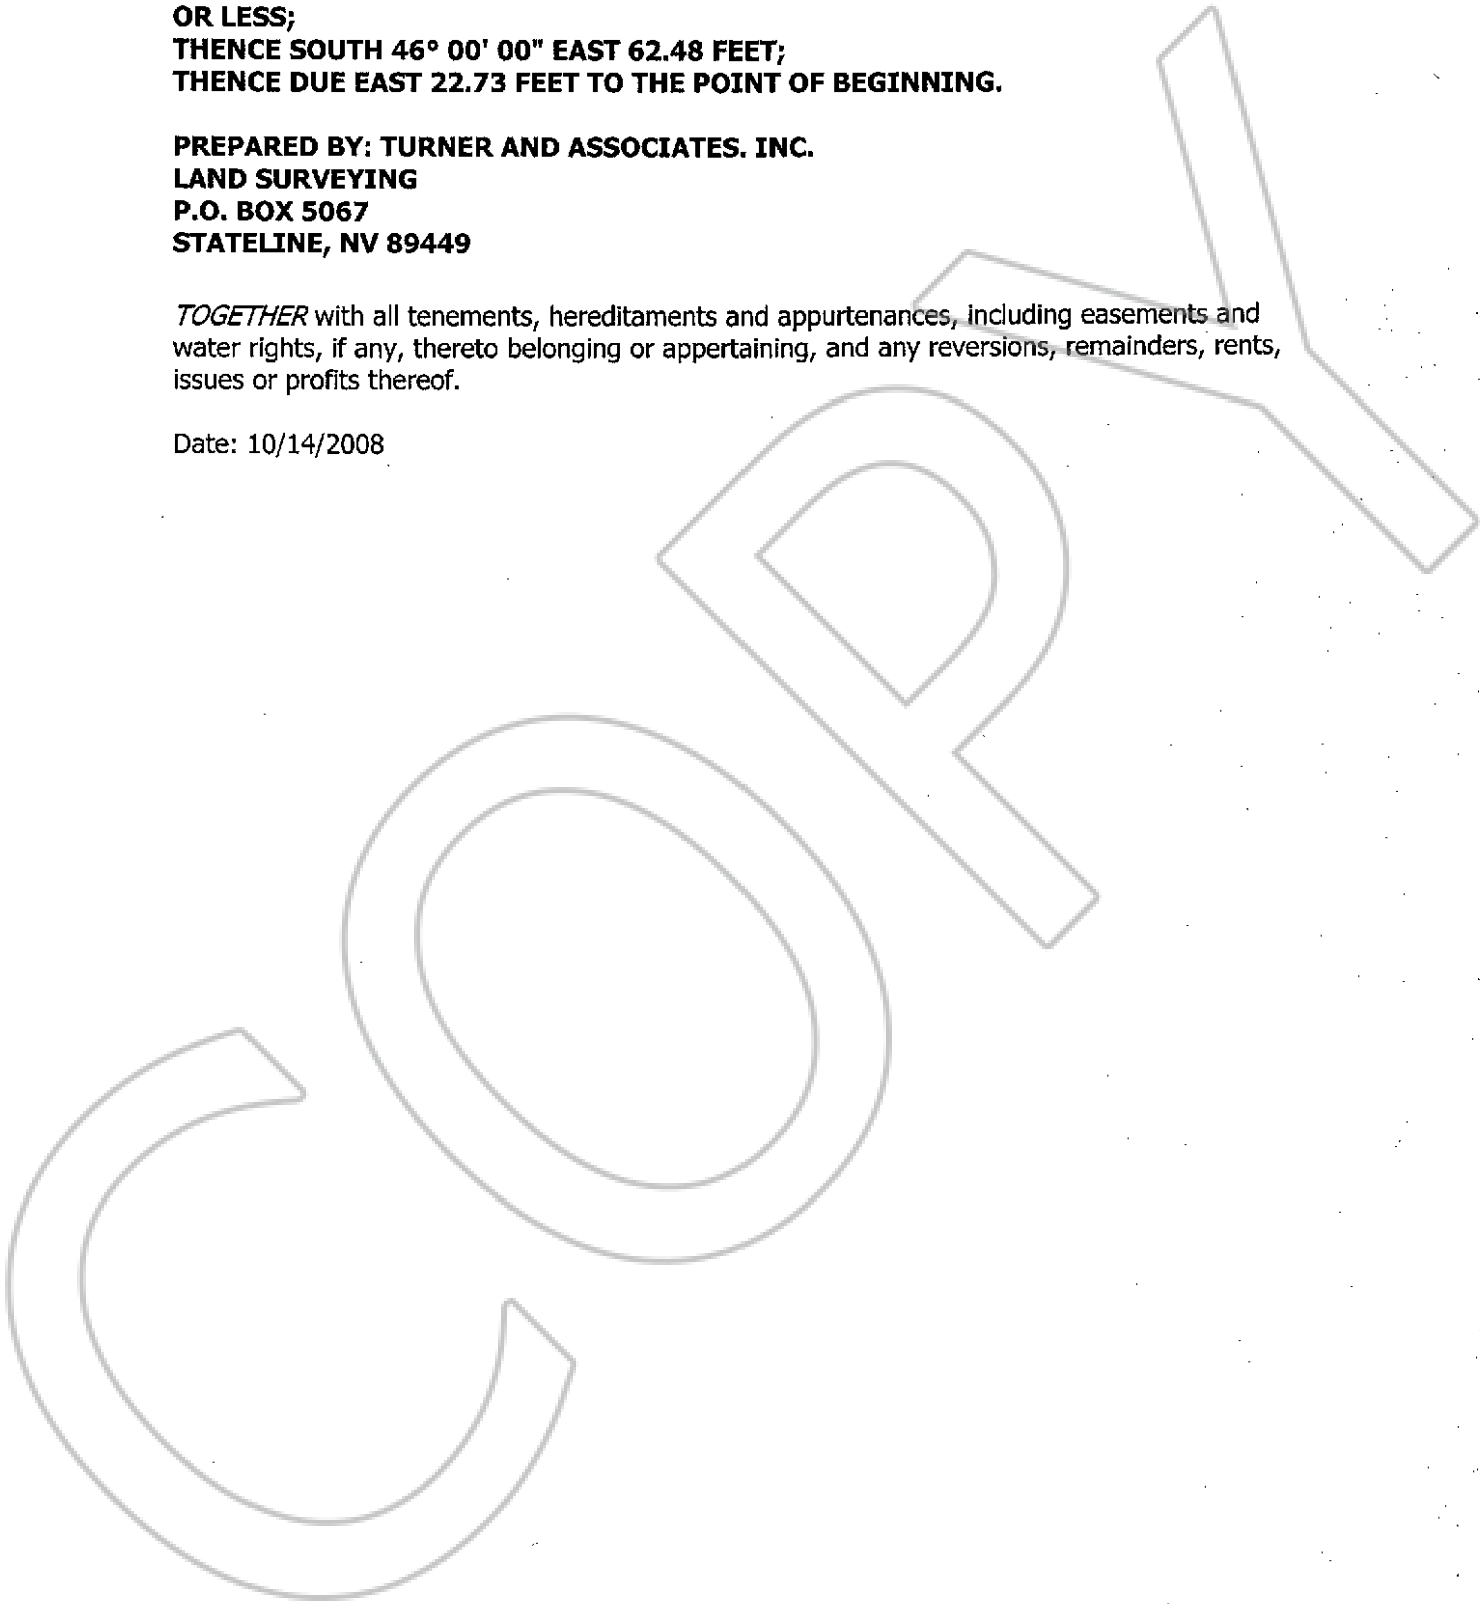 OR LESS;
THENCE SOUTH 46° 00' 00" EAST 62.48 FEET;
THENCE DUE EAST 22.73 FEET TO THE POINT OF BEGINNING.
PREPARED BY: TURNER AND ASSOCIATES. INC.
LAND SURVEYING
P.O. BOX 5067
STATELINE, NV 89449
TOGETHER with all tenements, hereditaments and appurtenances, including easements and
water rights, if any, thereto belonging or appertaining, and any reversions, remainders, rents,
issues or profits thereof.
Date: 10/14/2008
COPY